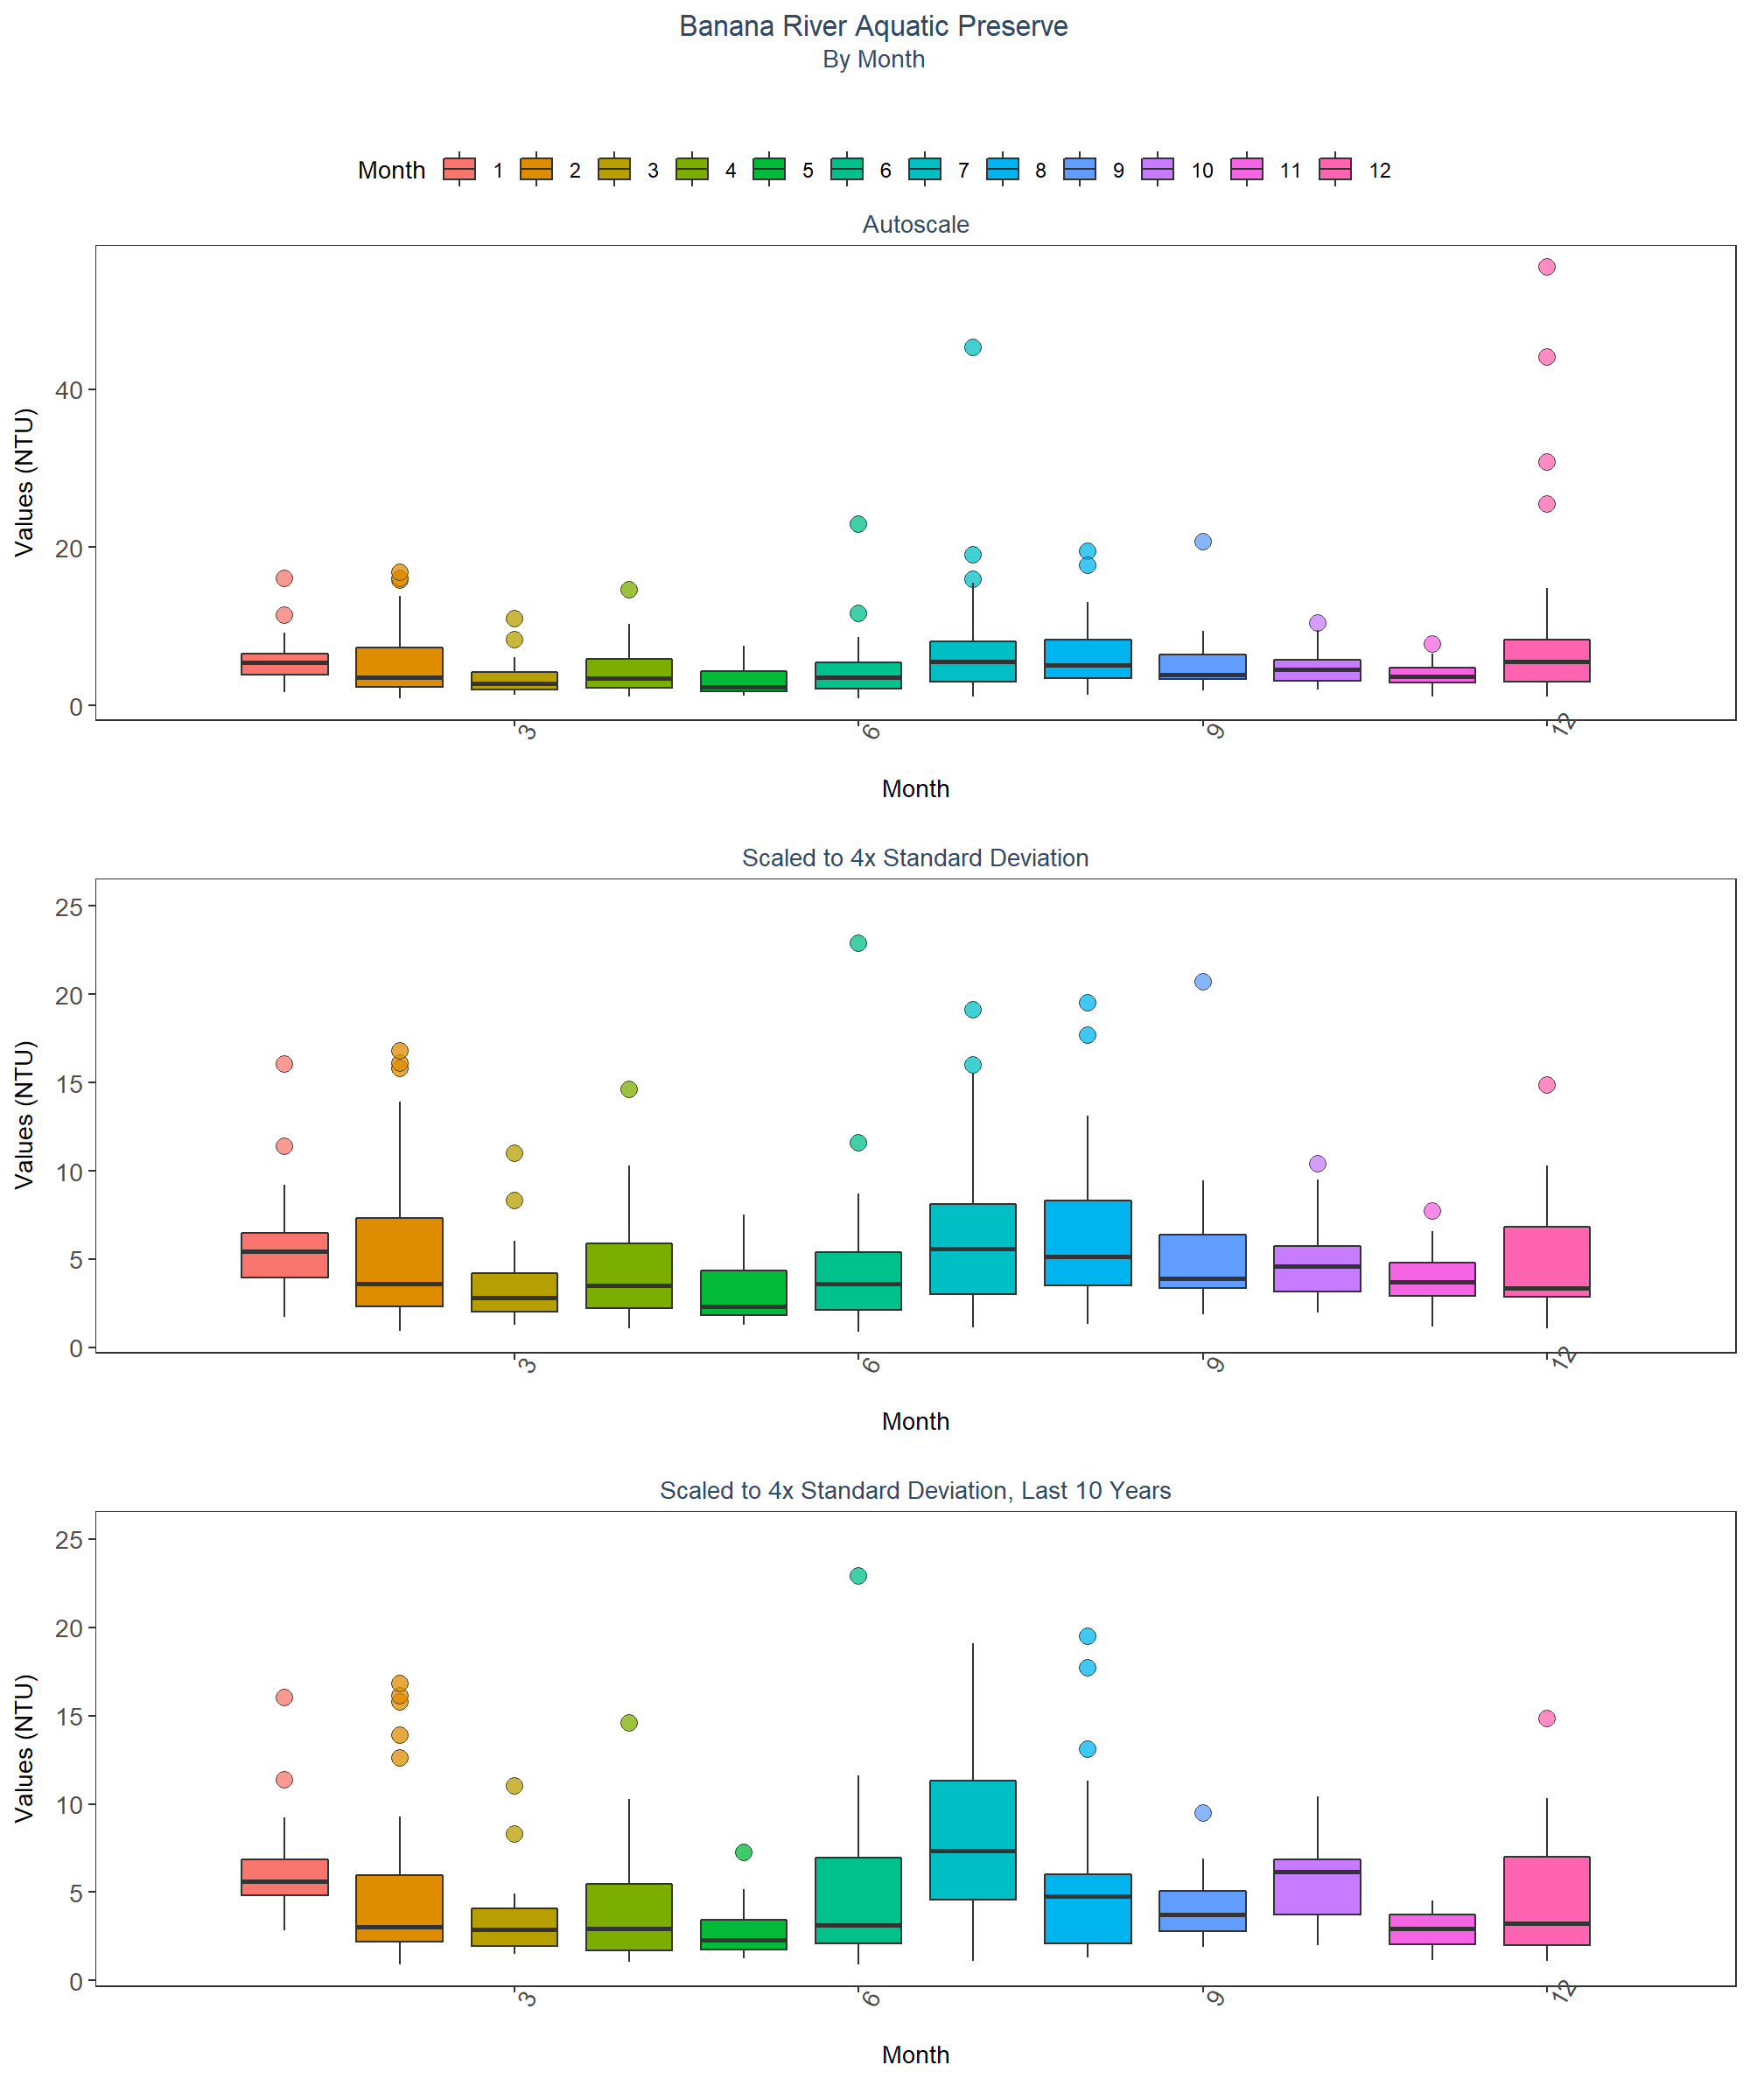 Banana River Aquatic Preserve
By Month
Month 1 2 3 4 5 6 7 8 9 10 11 12
Autoscale
Values (NTU)
40
20
0
3 6 9 12
Month
Scaled to 4x Standard Deviation
Values (NTU)
25
20
15
10
5
0
3 6 9 12
Month
Scaled to 4x Standard Deviation, Last 10 Years
Values (NTU)
25
20
15
10
5
0
3 6 9 12
Month